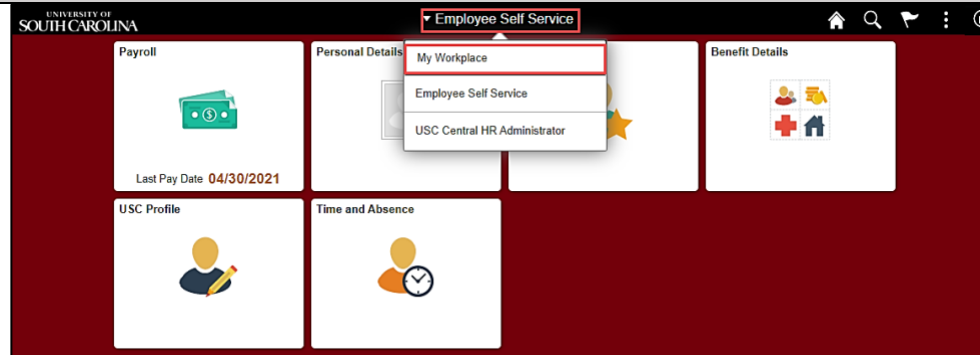 UNIVERSITY OF
SOUTH CAROLINA
Employee Self Service
My Workplace
Employee Self Service
USC Central HR Administrator
Payroll
Last Pay Date 04/30/2021
Personal Details
Benefit Details
USC Profile
Time and Absence